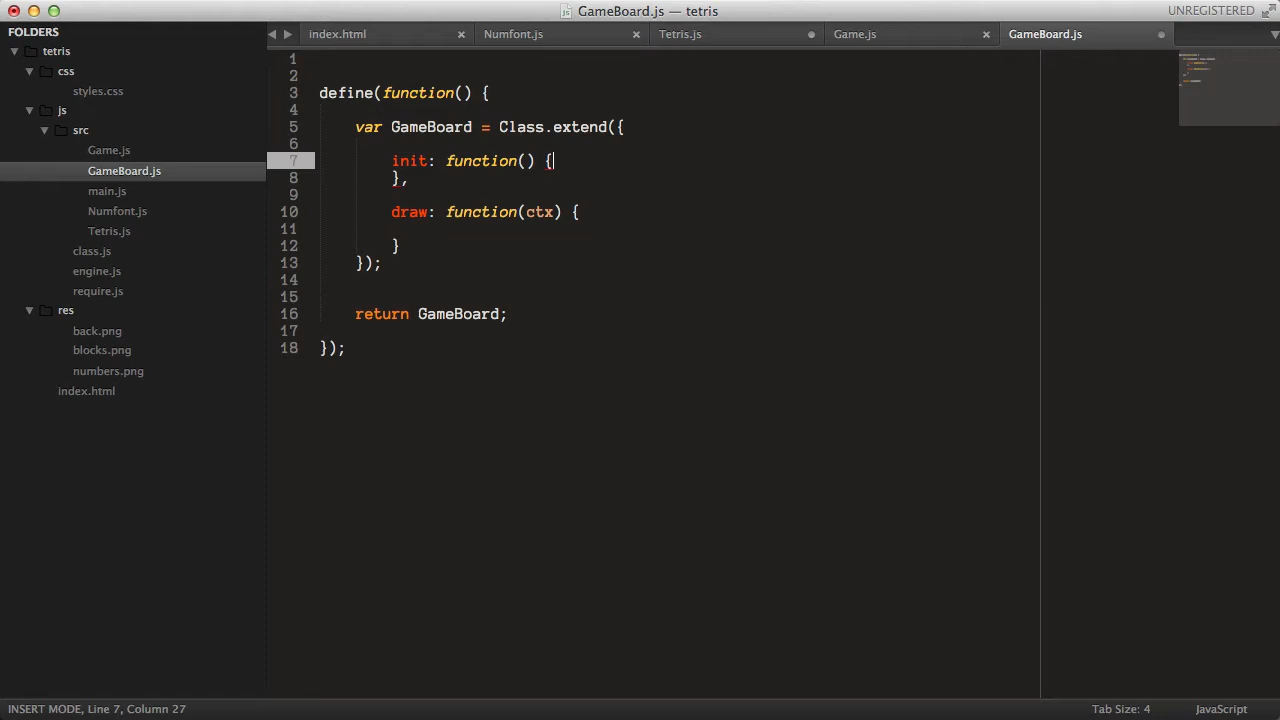 GameBoard.js — tetris
UNREGISTERED
FOLDERS
tetris
css
styles.css
js
src
Game.js
GameBoard.js
main.js
Numfont.js
Tetris.js
class.js
engine.js
require.js
res
back.png
blocks.png
numbers.png
index.html
index.html × Numfont.js × Tetris.js Game.js × GameBoard.js
1
2
3 define(function() {
4
5 var GameBoard = Class.extend({
6
7 init: function() {
8 },
9
10 draw: function(ctx) {
11
12 }
13 });
14
15
16 return GameBoard;
17
18 });
INSERT MODE, Line 7, Column 27
Tab Size: 4
JavaScript